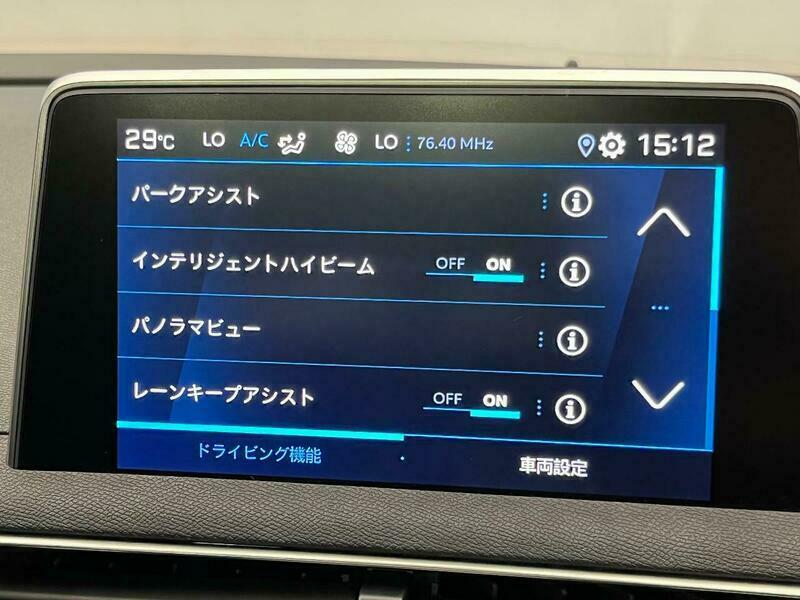 29°C LO A/C LO 76.40 MHz 15:12
パークアシスト
インテリジェントハイビーム OFF ON
パノラマビュー
レーンキープアシスト OFF ON
ドライビング機能 車両設定